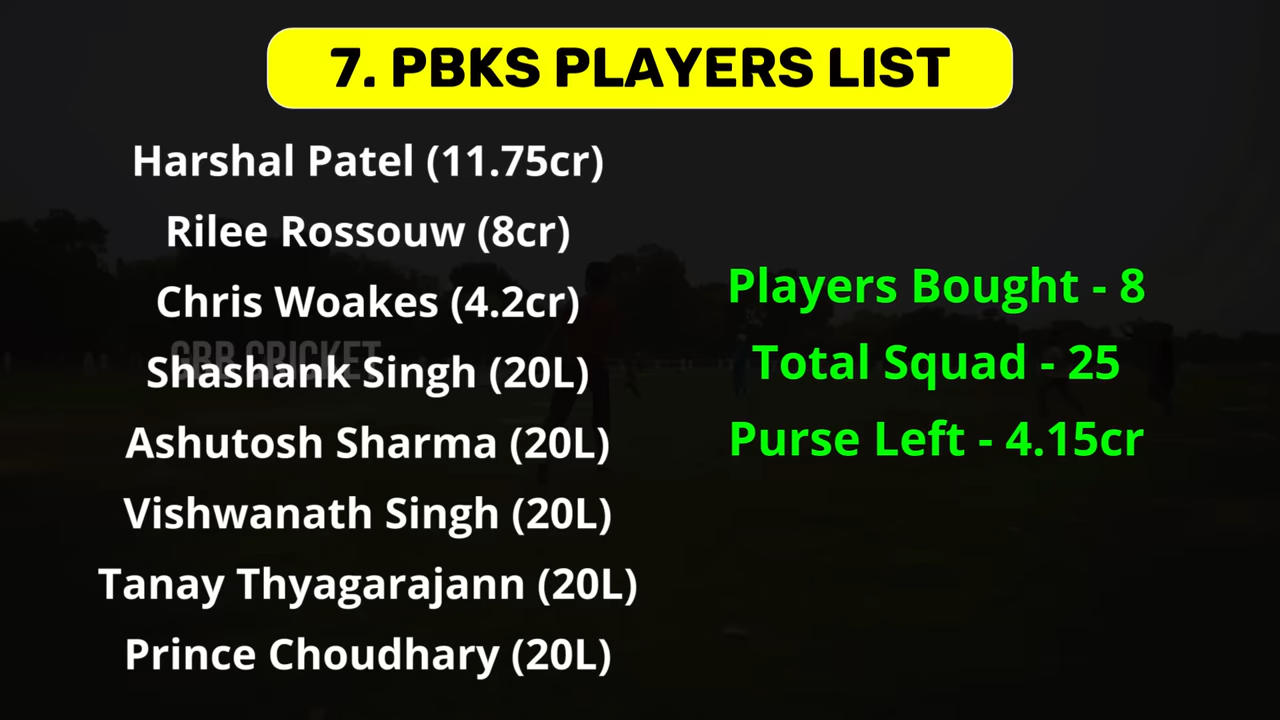 7. PBKS PLAYERS LIST
Harshal Patel (11.75cr)
Rilee Rossouw (8cr)
Chris Woakes (4.2cr)
GBB CRICKET
Shashank Singh (20L)
Ashutosh Sharma (20L)
Vishwanath Singh (20L)
Tanay Thyagarajann (20L)
Prince Choudhary (20L)
Players Bought - 8
Total Squad - 25
Purse Left - 4.15cr